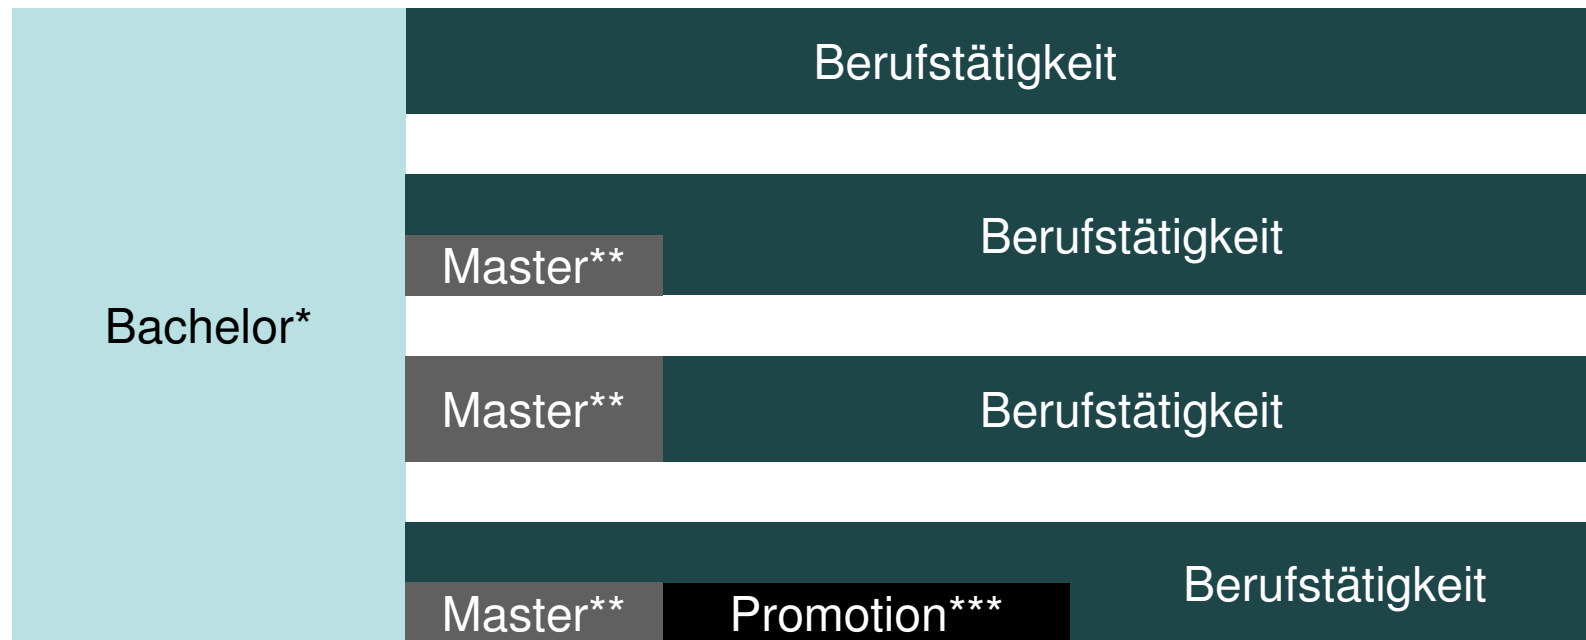 Berufstätigkeit
Berufstätigkeit
Master**
Bachelor*
Master**
Berufstätigkeit
Berufstätigkeit
Master**
Promotion***